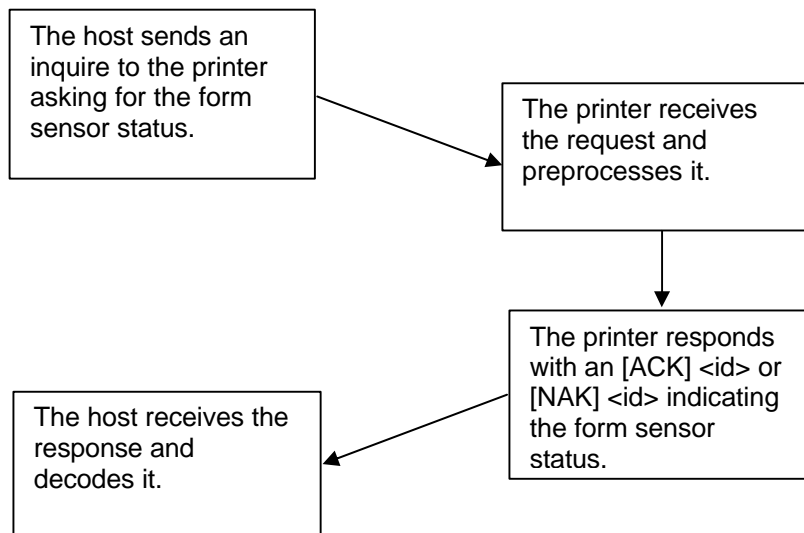 The host sends an
inquire to the printer
asking for the form
sensor status.
The printer receives
the request and
preprocesses it.
The printer responds
with an [ACK] <id> or
[NAK] <id> indicating
the form sensor
status.
The host receives the
response and
decodes it.